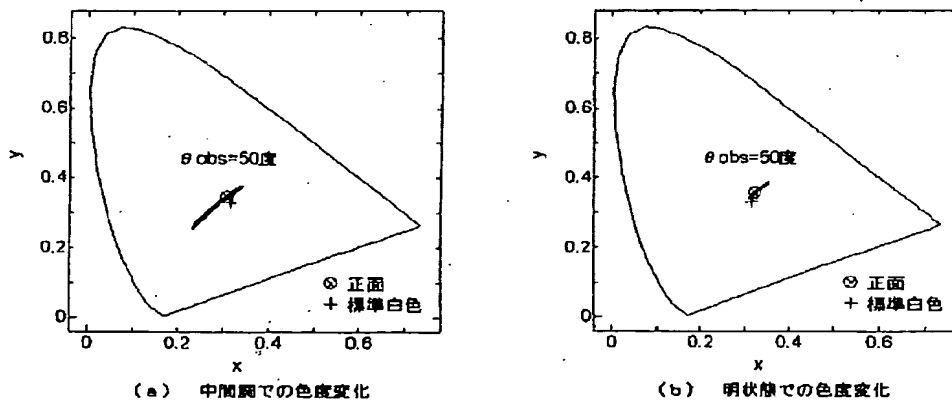 0.8
0.6
y
0.4
0.2
0
θ obs=50度
⊗ 正面
+ 標準白色
0 0.2 0.4 0.6
x
(a) 中間調での色度変化
0.8
0.6
y
0.4
0.2
0
θ obs=50度
⊗ 正面
+ 標準白色
0 0.2 0.4 0.6
x
(b) 明状態での色度変化